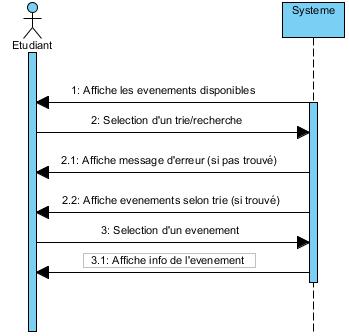 Etudiant
Systeme
1: Affiche les evenements disponibles
2: Selection d'un trie/recherche
2.1: Affiche message d'erreur (si pas trouvé)
2.2: Affiche evenements selon trie (si trouvé)
3: Selection d'un evenement
3.1: Affiche info de l'evenement